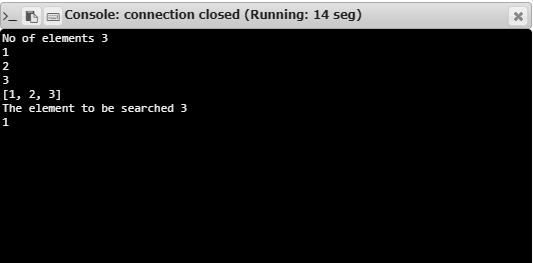 Console: connection closed (Running: 14 seg)
No of elements 3
1
2
3
[1, 2, 3]
The element to be searched 3
1